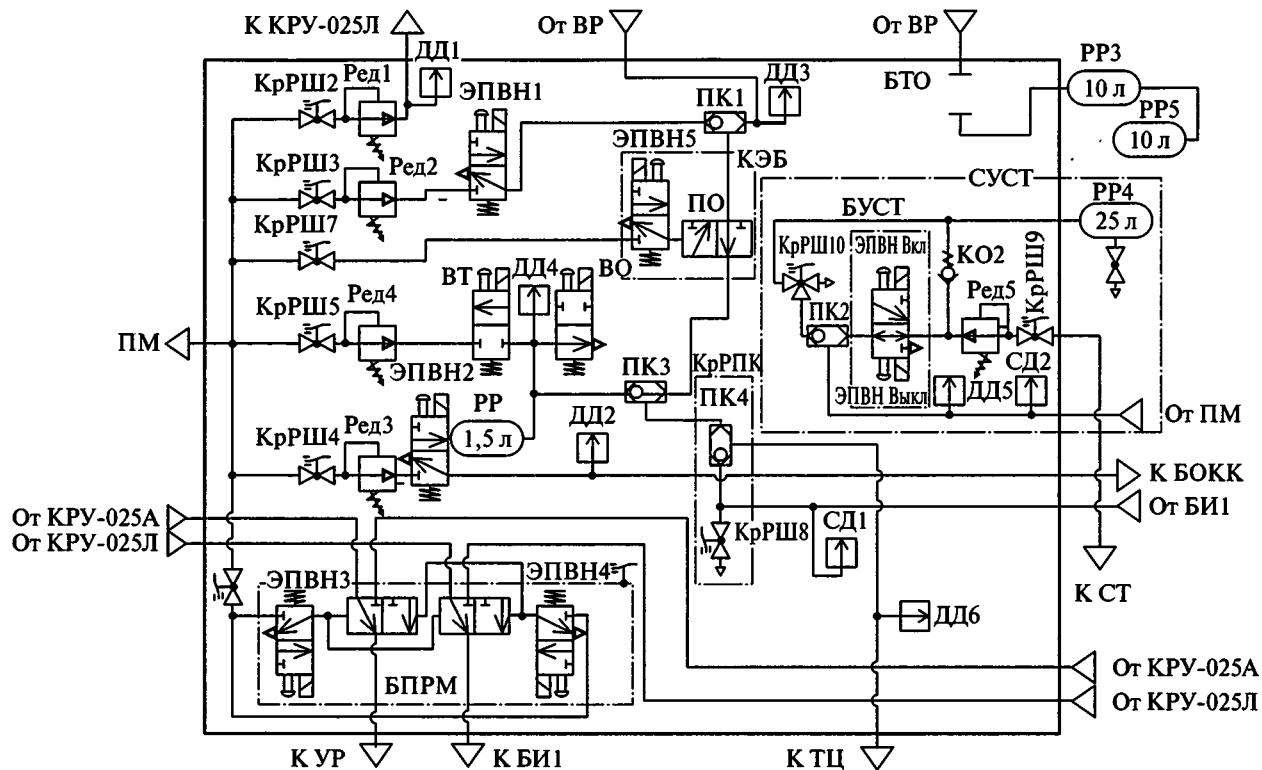 К КРУ-025Л
От ВР
От ВР
ДД1
РР3
КрРШ2
Ред1
ЭПВН1
ПК1
ДД3
БТО
10 л
РР5
10 л
КрРШ3
Ред2
ЭПВН5
КЭБ
СУСТ
КрРШ7
ПО
БУСТ
РР4
25 л
КрРШ10
ЭПВН Вкл
КО2
КрРШ9
КрРШ5
Ред4
ВТ
ДД4
ВО
Ред5
ПМ
ПК2
ЭПВН2
ПК3
КрРПК
ЭПВН Выкл
ДД5
СД2
РР
ПК4
От ПМ
1,5 л
ДД2
КрРШ4
Ред3
К БОКК
От КРУ-025А
От БИ1
От КРУ-025Л
КрРШ8
СД1
ЭПВН3
ЭПВН4
К СТ
ДД6
БПРМ
От КРУ-025А
От КРУ-025Л
К УР
К БИ1
К ТЦ